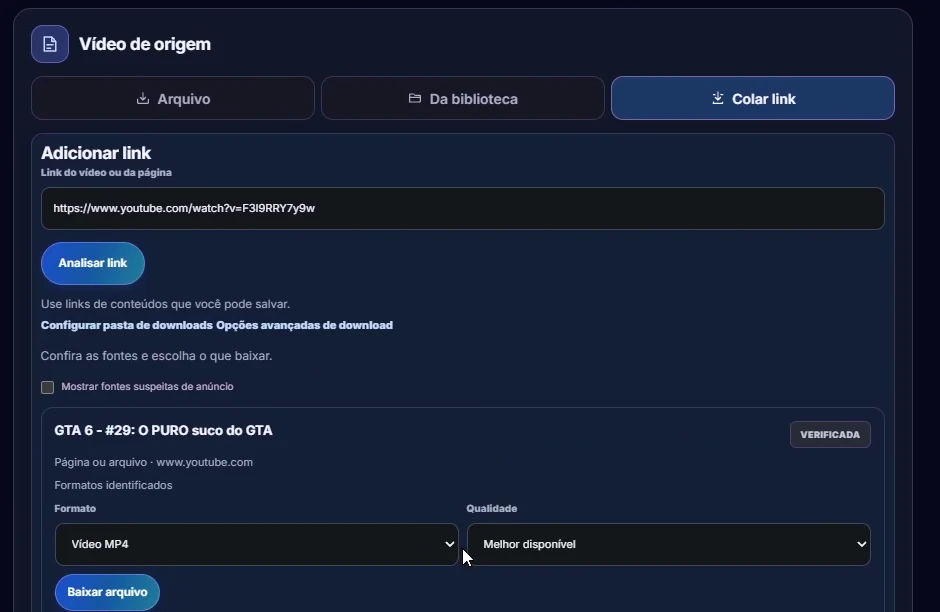 Vídeo de origem
Arquivo
Da biblioteca
Colar link
Adicionar link
Link do vídeo ou da página
https://www.youtube.com/watch?v=F3I9RRY7y9w
Analisar link
Use links de conteúdos que você pode salvar.
Configurar pasta de downloads Opções avançadas de download
Confira as fontes e escolha o que baixar.
Mostrar fontes suspeitas de anúncio
GTA 6 - #29: O PURO suco do GTA
VERIFICADA
Página ou arquivo · www.youtube.com
Formatos identificados
Formato
Qualidade
Vídeo MP4
Melhor disponível
Baixar arquivo